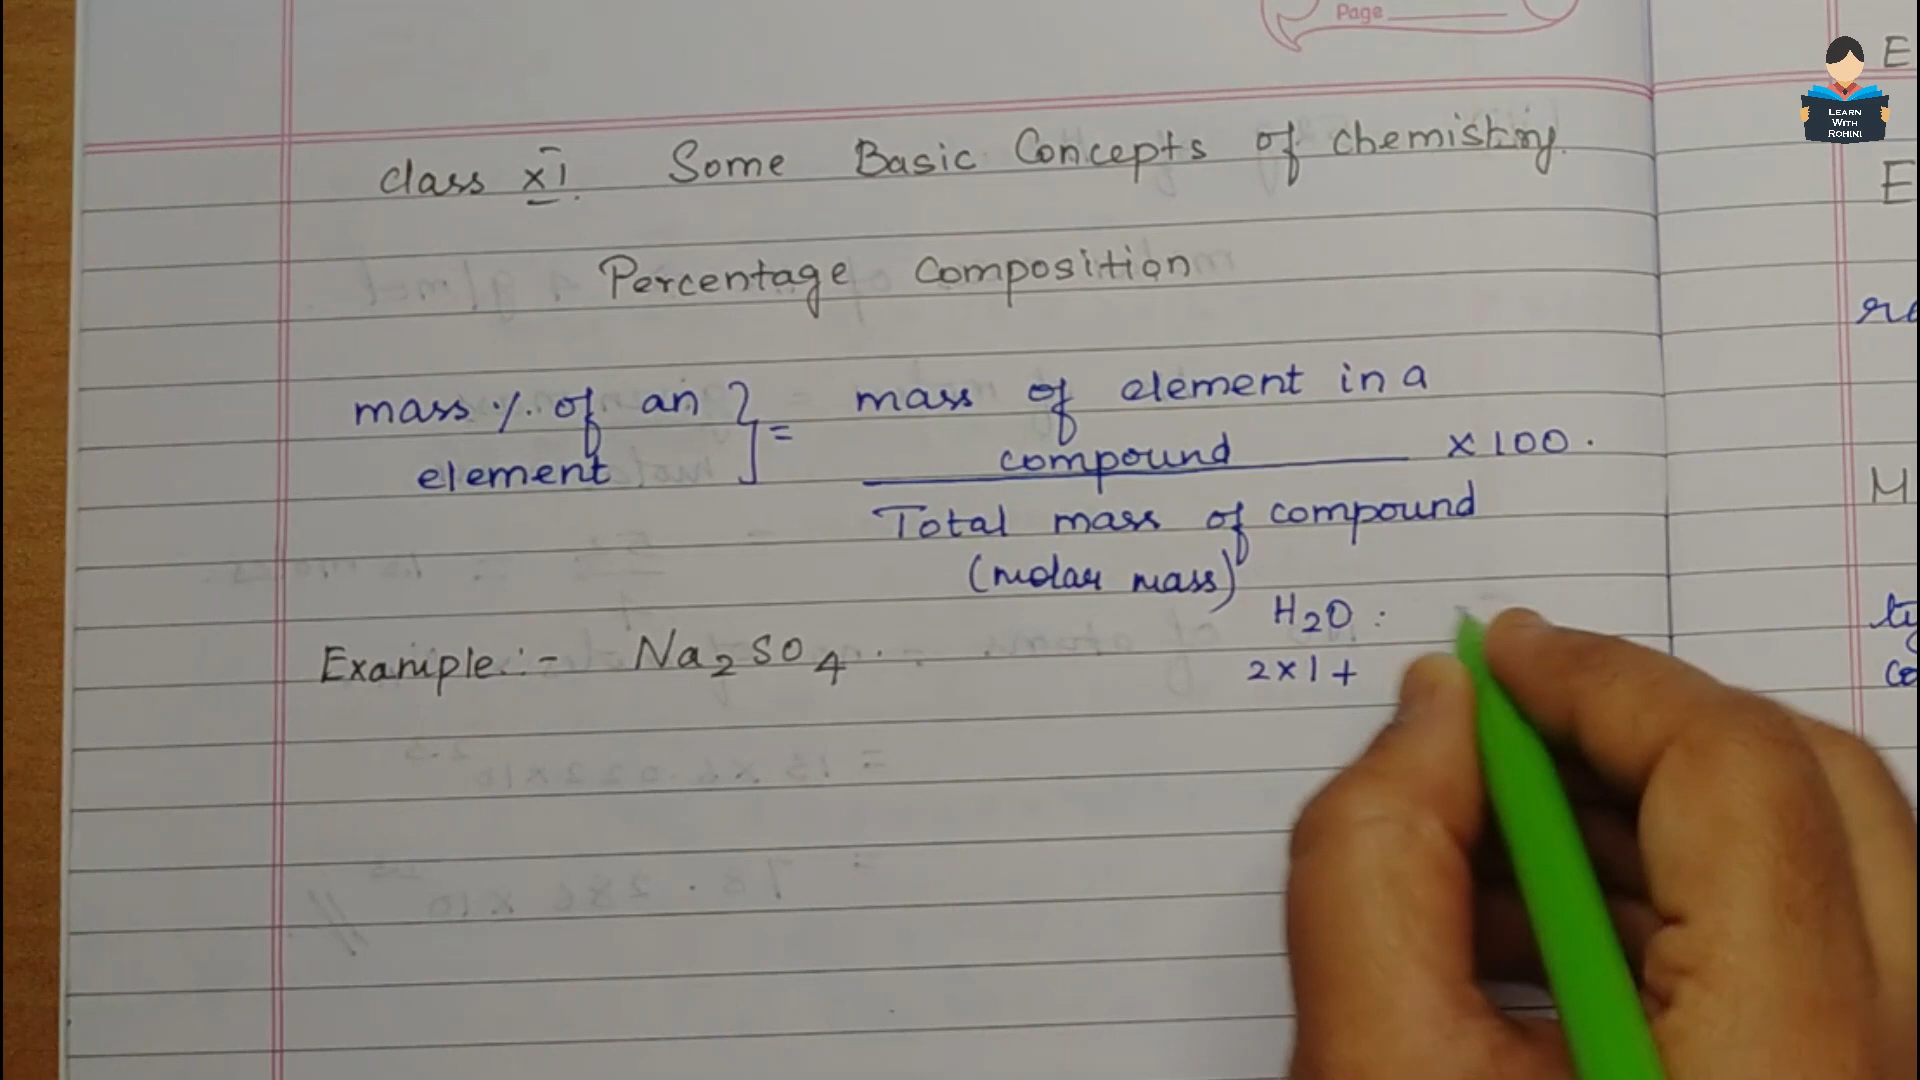 Page
class XI. Some Basic Concepts of chemistry.
Percentage Composition
mass %. of an } = mass of element in a
element compound × 100.
Total mass of compound
(molar mass)
H2O :
Example :- Na2SO4.
2×1+
E
E
M
LEARN
WITH
ROHINI